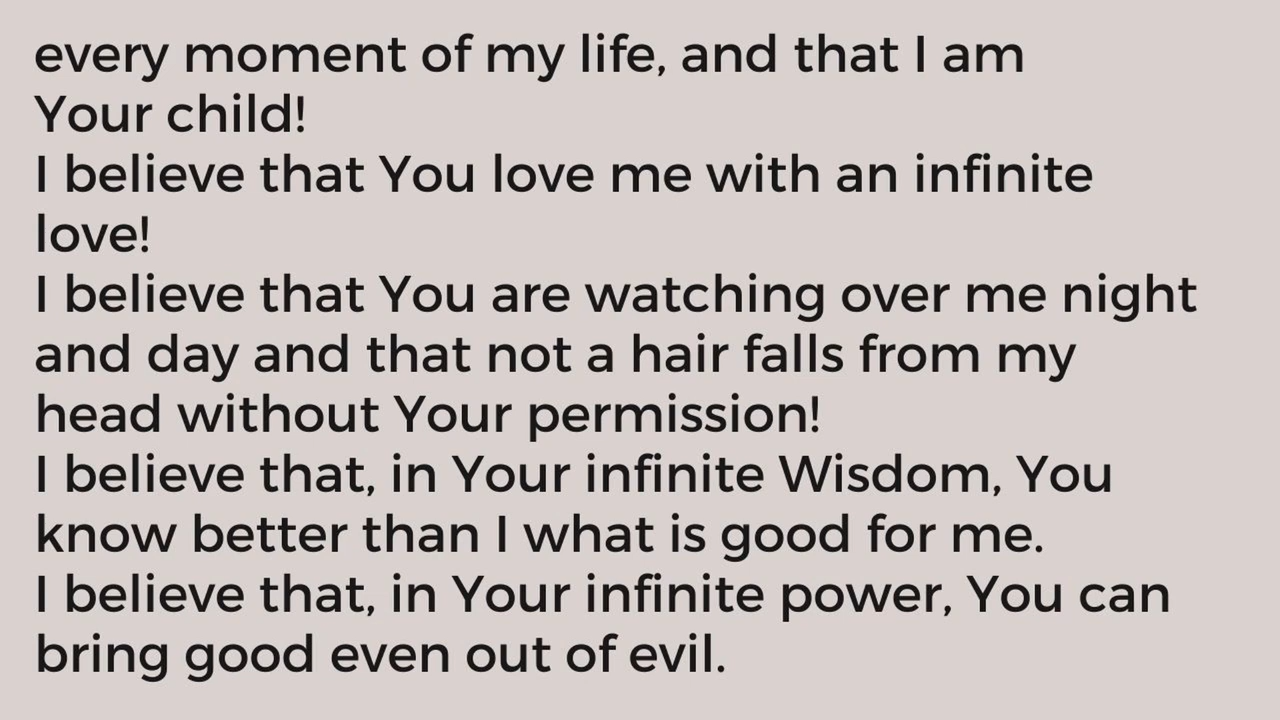 every moment of my life, and that I am
Your child!
I believe that You love me with an infinite
love!
I believe that You are watching over me night
and day and that not a hair falls from my
head without Your permission!
I believe that, in Your infinite Wisdom, You
know better than I what is good for me.
I believe that, in Your infinite power, You can
bring good even out of evil.